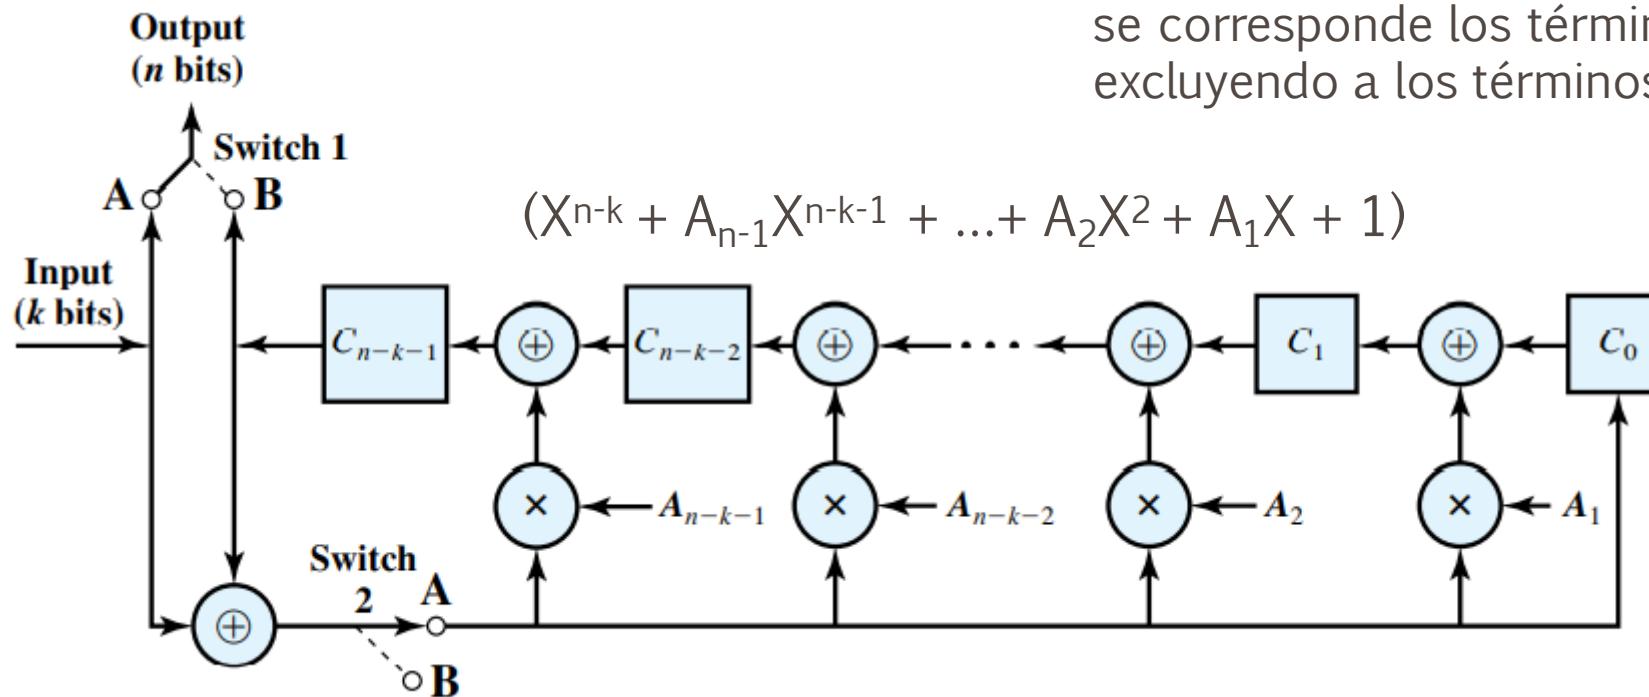 se corresponde los térmi
excluyendo a los términos
Output
(n bits)
Switch 1
A
B
(Xⁿ⁻ᵏ + Aₙ₋₁Xⁿ⁻ᵏ⁻¹ + ...+ A₂X² + A₁X + 1)
Input
(k bits)
Cₙ₋ₖ₋₁ ⊕ Cₙ₋ₖ₋₂ ⊕ ... ⊕ C₁ ⊕ C₀
× Aₙ₋ₖ₋₁ × Aₙ₋ₖ₋₂ × A₂ × A₁
Switch
2
A
⊕
B